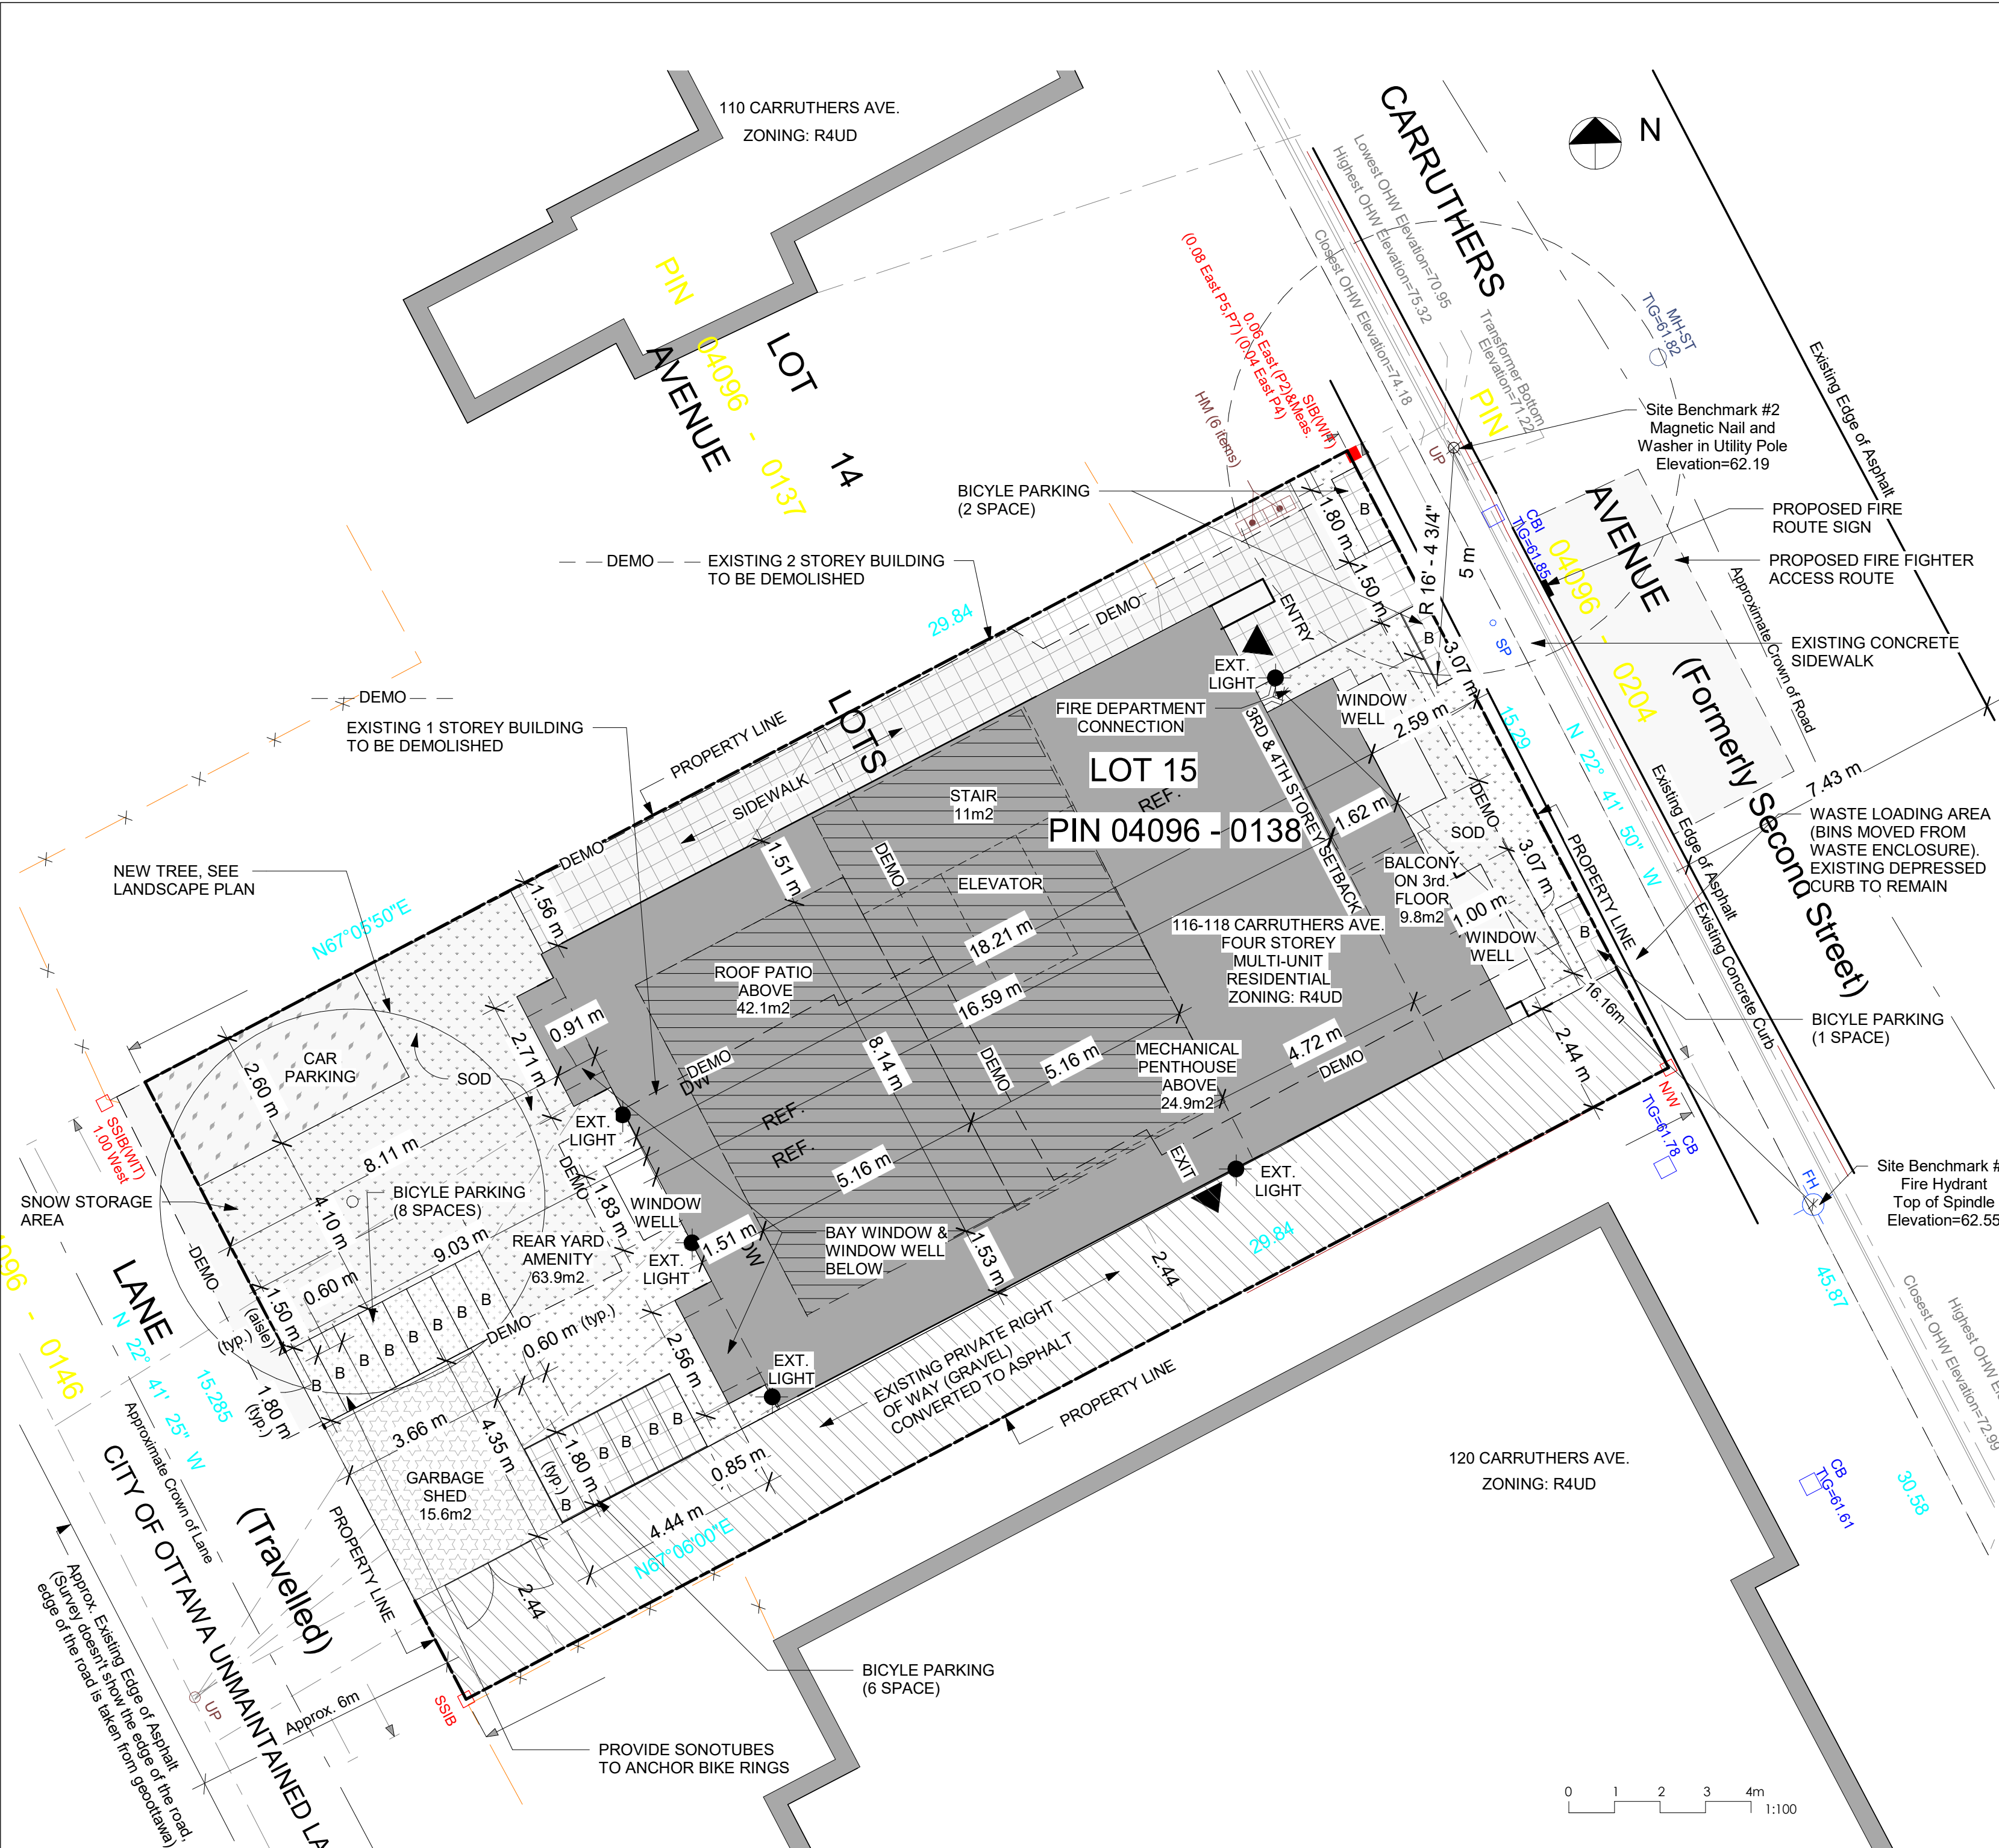 110 CARRUTHERS AVE.
ZONING: R4UD
N
CARRUTHERS
Lowest OHW Elevation=70.95
Highest OHW Elevation=75.32
Closest OHW Elevation=74.18
Transformer Bottom
Elevation=71.22
MH-ST
T\G=61.82
Existing Edge of Asphalt
PIN
04096 - 0137
LOT 14
AVENUE
SIB(WIT)
0.06 East (P2)&Meas.
(0.08 East P5,P7) (0.04 East P4)
HM (6 items)
UP
PIN
04096 - 0204
Site Benchmark #2
Magnetic Nail and
Washer in Utility Pole
Elevation=62.19
PROPOSED FIRE
ROUTE SIGN
PROPOSED FIRE FIGHTER
ACCESS ROUTE
EXISTING CONCRETE
SIDEWALK
AVENUE
(Formerly Second Street)
Approximate Crown of Road
CBI
T\G=61.85
SP
BICYLE PARKING
(2 SPACE)
B
1.80 m
1.50 m
R 16' - 4 3/4"
5 m
B
3.07 m
DEMO
EXISTING 2 STOREY BUILDING
TO BE DEMOLISHED
29.84
DEMO
ENTRY
EXT.
LIGHT
DEMO
EXISTING 1 STOREY BUILDING
TO BE DEMOLISHED
PROPERTY LINE
LOTS
SIDEWALK
FIRE DEPARTMENT
CONNECTION
WINDOW
WELL
2.59 m
15.29
N 22° 41' 50" W
7.43 m
3RD & 4TH STOREY SETBACK
LOT 15
REF.
PIN 04096 - 0138
1.62 m
STAIR
11m2
DEMO
DEMO
ELEVATOR
1.51 m
DEMO
SOD
3.07 m
PROPERTY LINE
Existing Edge of Asphalt
Existing Concrete Curb
WASTE LOADING AREA
(BINS MOVED FROM
WASTE ENCLOSURE).
EXISTING DEPRESSED
CURB TO REMAIN
BALCONY
ON 3rd.
FLOOR
9.8m2
1.00 m
WINDOW
WELL
B
16.16m
BICYLE PARKING
(1 SPACE)
NEW TREE, SEE
LANDSCAPE PLAN
N67°05'50"E
1.56 m
18.21 m
116-118 CARRUTHERS AVE.
FOUR STOREY
MULTI-UNIT
RESIDENTIAL
ZONING: R4UD
ROOF PATIO
ABOVE
42.1m2
16.59 m
0.91 m
2.71 m
8.14 m
DEMO
5.16 m
4.72 m
DEMO
MECHANICAL
PENTHOUSE
ABOVE
24.9m2
2.44 m
N/W
CB
T\G=61.78
CAR
PARKING
2.60 m
SOD
DEMO
DW
REF.
REF.
EXT.
LIGHT
5.16 m
EXIT
EXT.
LIGHT
SSIB(WIT)
1.00 West
8.11 m
DEMO
1.83 m
WINDOW
WELL
SNOW STORAGE
AREA
BICYLE PARKING
(8 SPACES)
4.10 m
9.03 m
REAR YARD
AMENITY
63.9m2
EXT.
LIGHT
1.51 m
DW
BAY WINDOW &
WINDOW WELL
BELOW
1.53 m
2.44
29.84
FH
Site Benchmark #
Fire Hydrant
Top of Spindle
Elevation=62.55
45.87
DEMO
0.60 m
1.50 m
(aisle)
(typ.)
B
B
B
B
B
B
B
B
DEMO
0.60 m (typ.)
2.56 m
EXT.
LIGHT
EXISTING PRIVATE RIGHT
OF WAY (GRAVEL)
CONVERTED TO ASPHALT
PROPERTY LINE
LANE
N 22° 41' 25" W
15.285
1.80 m
(typ.)
3.66 m
4.35 m
GARBAGE
SHED
15.6m2
1.80 m
(typ.)
B
B
B
B
B
0.85 m
4.44 m
N67°06'00"E
2.44
- 0146
Approximate Crown of Lane
CITY OF OTTAWA UNMAINTAINED LA
(Travelled)
PROPERTY LINE
Approx. Existing Edge of Asphalt
(Survey doesn't show the edge of the road,
edge of the road is taken from geoottawa)
UP
Approx. 6m
SSIB
BICYLE PARKING
(6 SPACE)
PROVIDE SONOTUBES
TO ANCHOR BIKE RINGS
120 CARRUTHERS AVE.
ZONING: R4UD
CB
T\G=61.61
30.58
Closest OHW Elevation=72.99
Highest OHW
0 1 2 3 4m
1:100